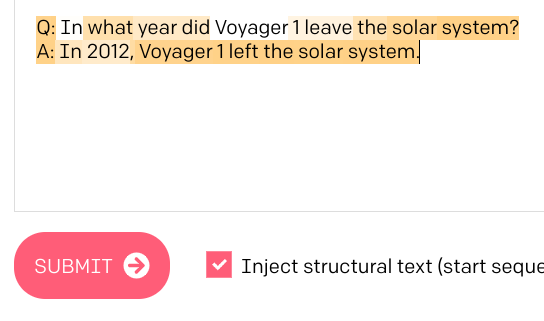 Q: In what year did Voyager 1 leave the solar system?
A: In 2012, Voyager 1 left the solar system.
SUBMIT
Inject structural text (start seque